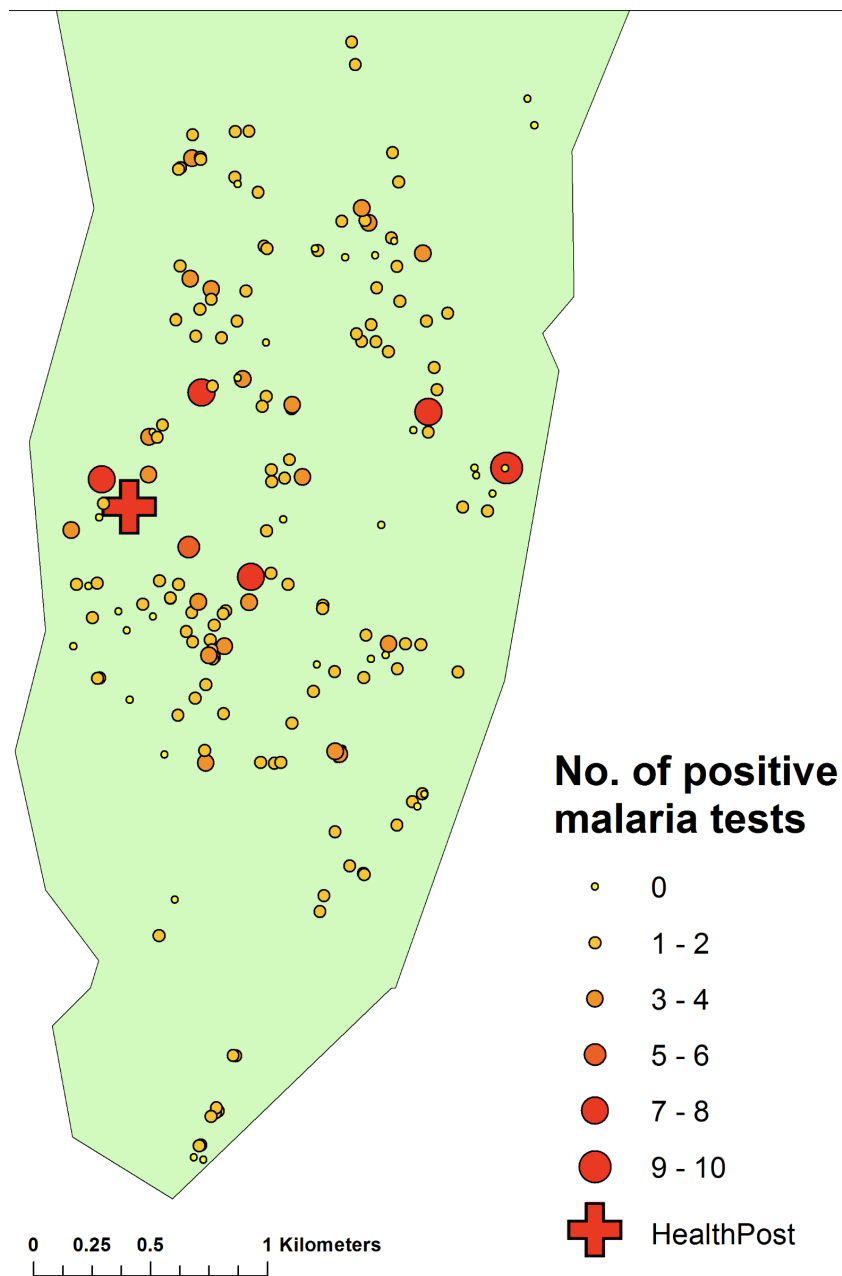 No. of positive
malaria tests
0
1 - 2
3 - 4
5 - 6
7 - 8
9 - 10
HealthPost
0 0.25 0.5 1 Kilometers